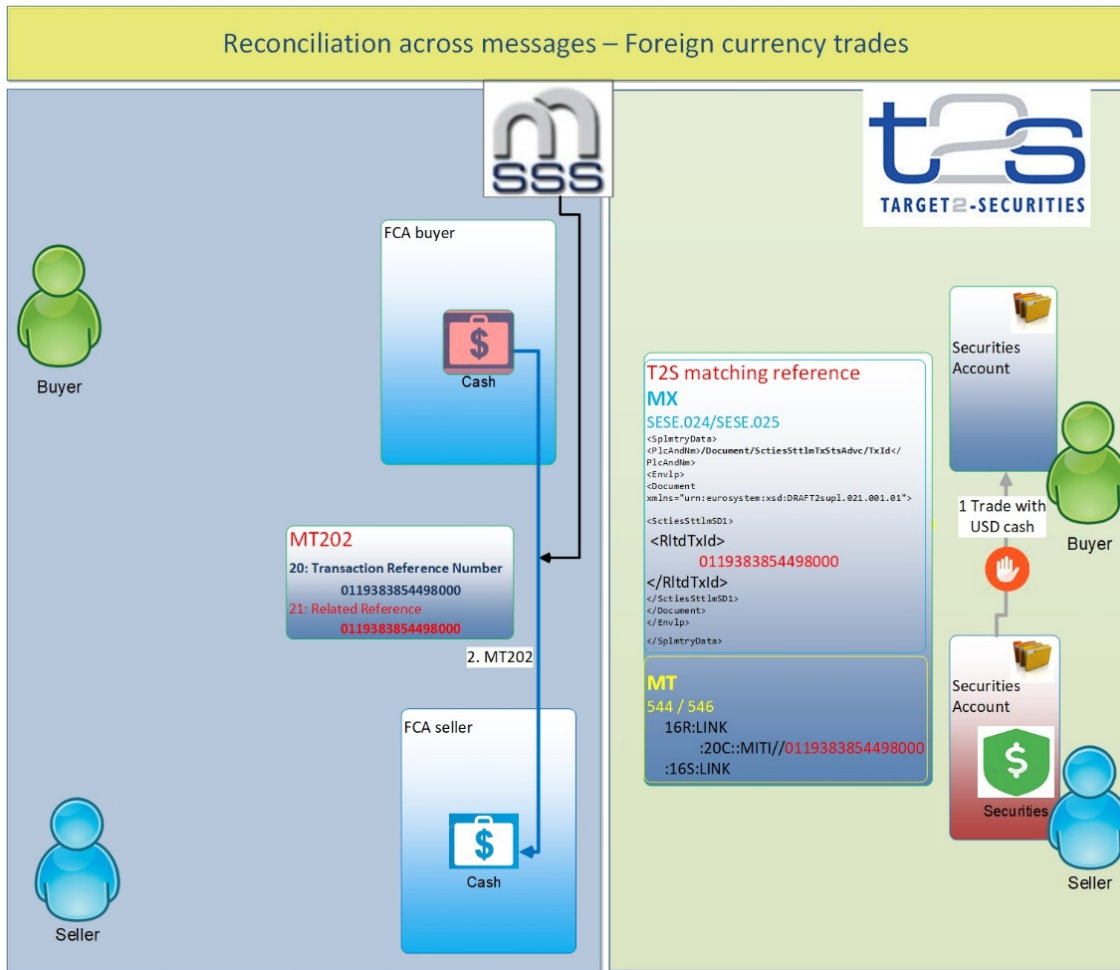 Reconciliation across messages – Foreign currency trades
m
sss
t2s
TARGET2-SECURITIES
FCA buyer
$
Cash
Buyer
MT202
20: Transaction Reference Number
0119383854498000
21: Related Reference
0119383854498000
2. MT202
FCA seller
$
Cash
Seller
T2S matching reference
MX
SESE.024/SESE.025
<SplmtryData>
<PlcAndNm>/Document/SctiesSttlmTxStsAdvc/TxId</
PlcAndNm>
<Envlp>
<Document
xmlns="urn:eurosystem:xsd:DRAFT2supl.021.001.01">
<SctiesSttlmSD1>
<RltdTxId>
0119383854498000
</RltdTxId>
</SctiesSttlmSD1>
</Document>
</Envlp>
</SplmtryData>
MT
544 / 546
16R:LINK
:20C::MITI//0119383854498000
:16S:LINK
Securities
Account
1 Trade with
USD cash
Buyer
Securities
Account
$
Securities
Seller